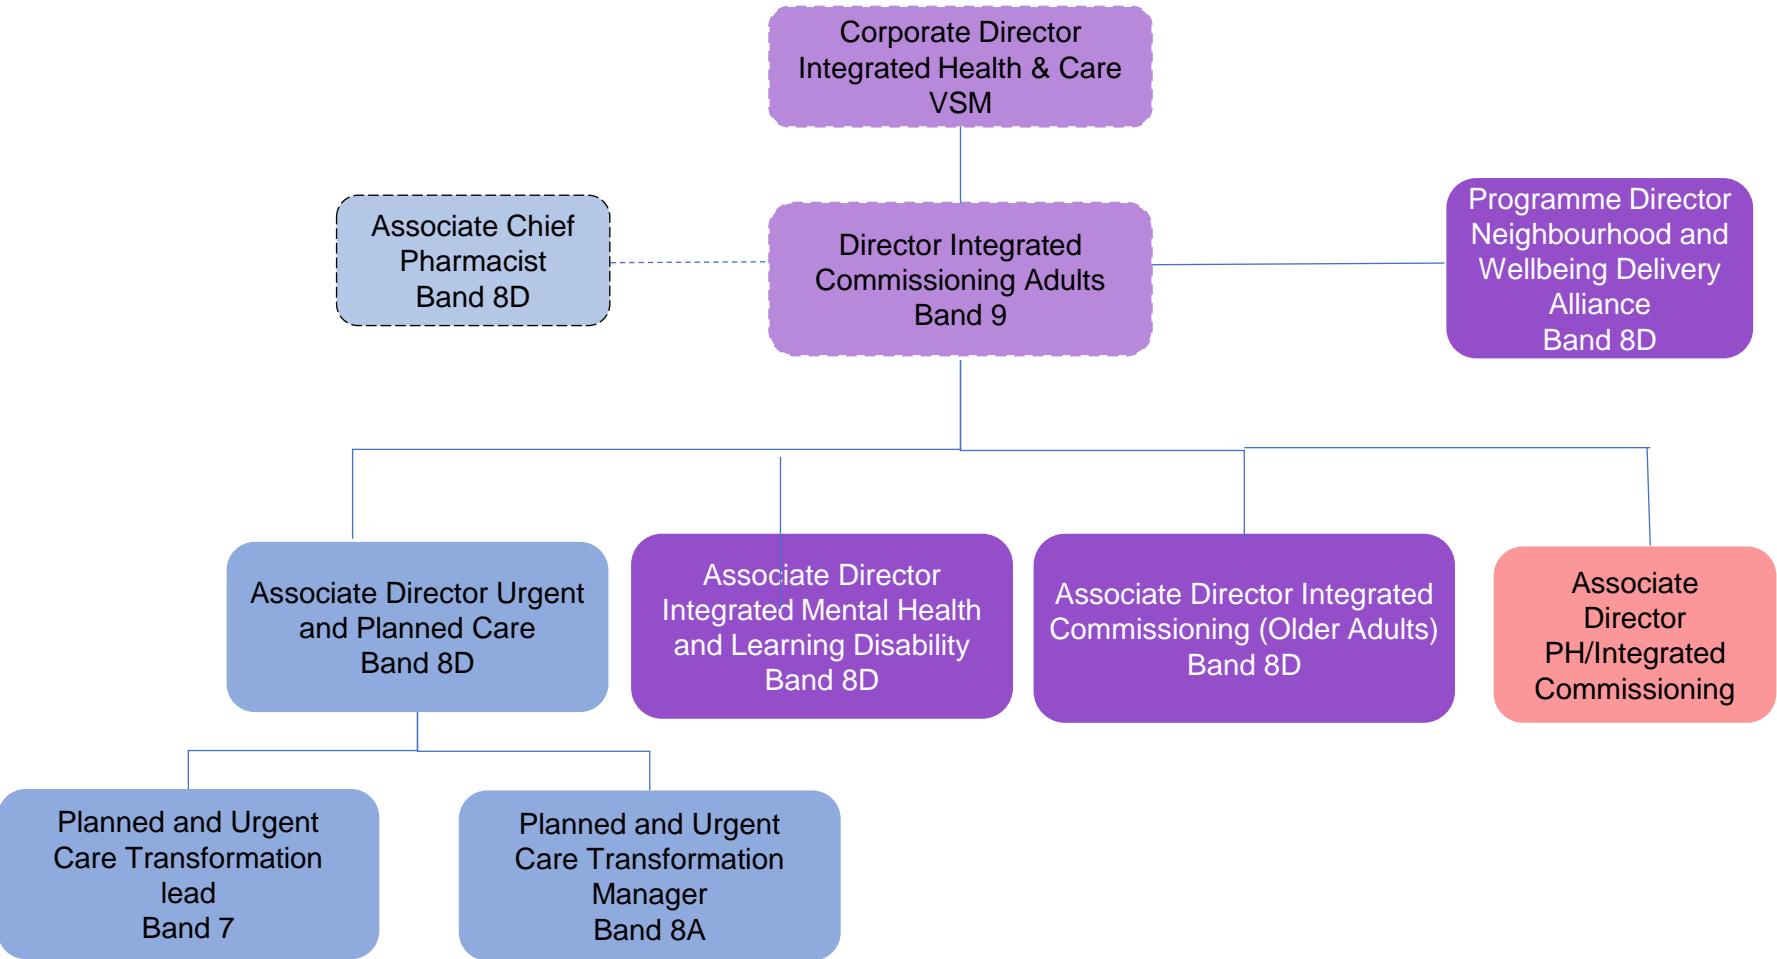 Corporate Director
Integrated Health & Care
VSM
Associate Chief
Pharmacist
Band 8D
Director Integrated
Commissioning Adults
Band 9
Programme Director
Neighbourhood and
Wellbeing Delivery
Alliance
Band 8D
Associate Director Urgent
and Planned Care
Band 8D
Associate Director
Integrated Mental Health
and Learning Disability
Band 8D
Associate Director Integrated
Commissioning (Older Adults)
Band 8D
Associate
Director
PH/Integrated
Commissioning
Planned and Urgent
Care Transformation
lead
Band 7
Planned and Urgent
Care Transformation
Manager
Band 8A